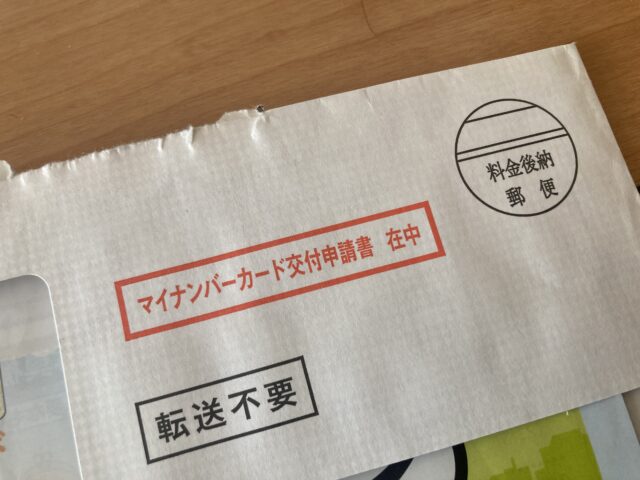 料金後納
郵便
マイナンバーカード交付申請書 在中
転送不要